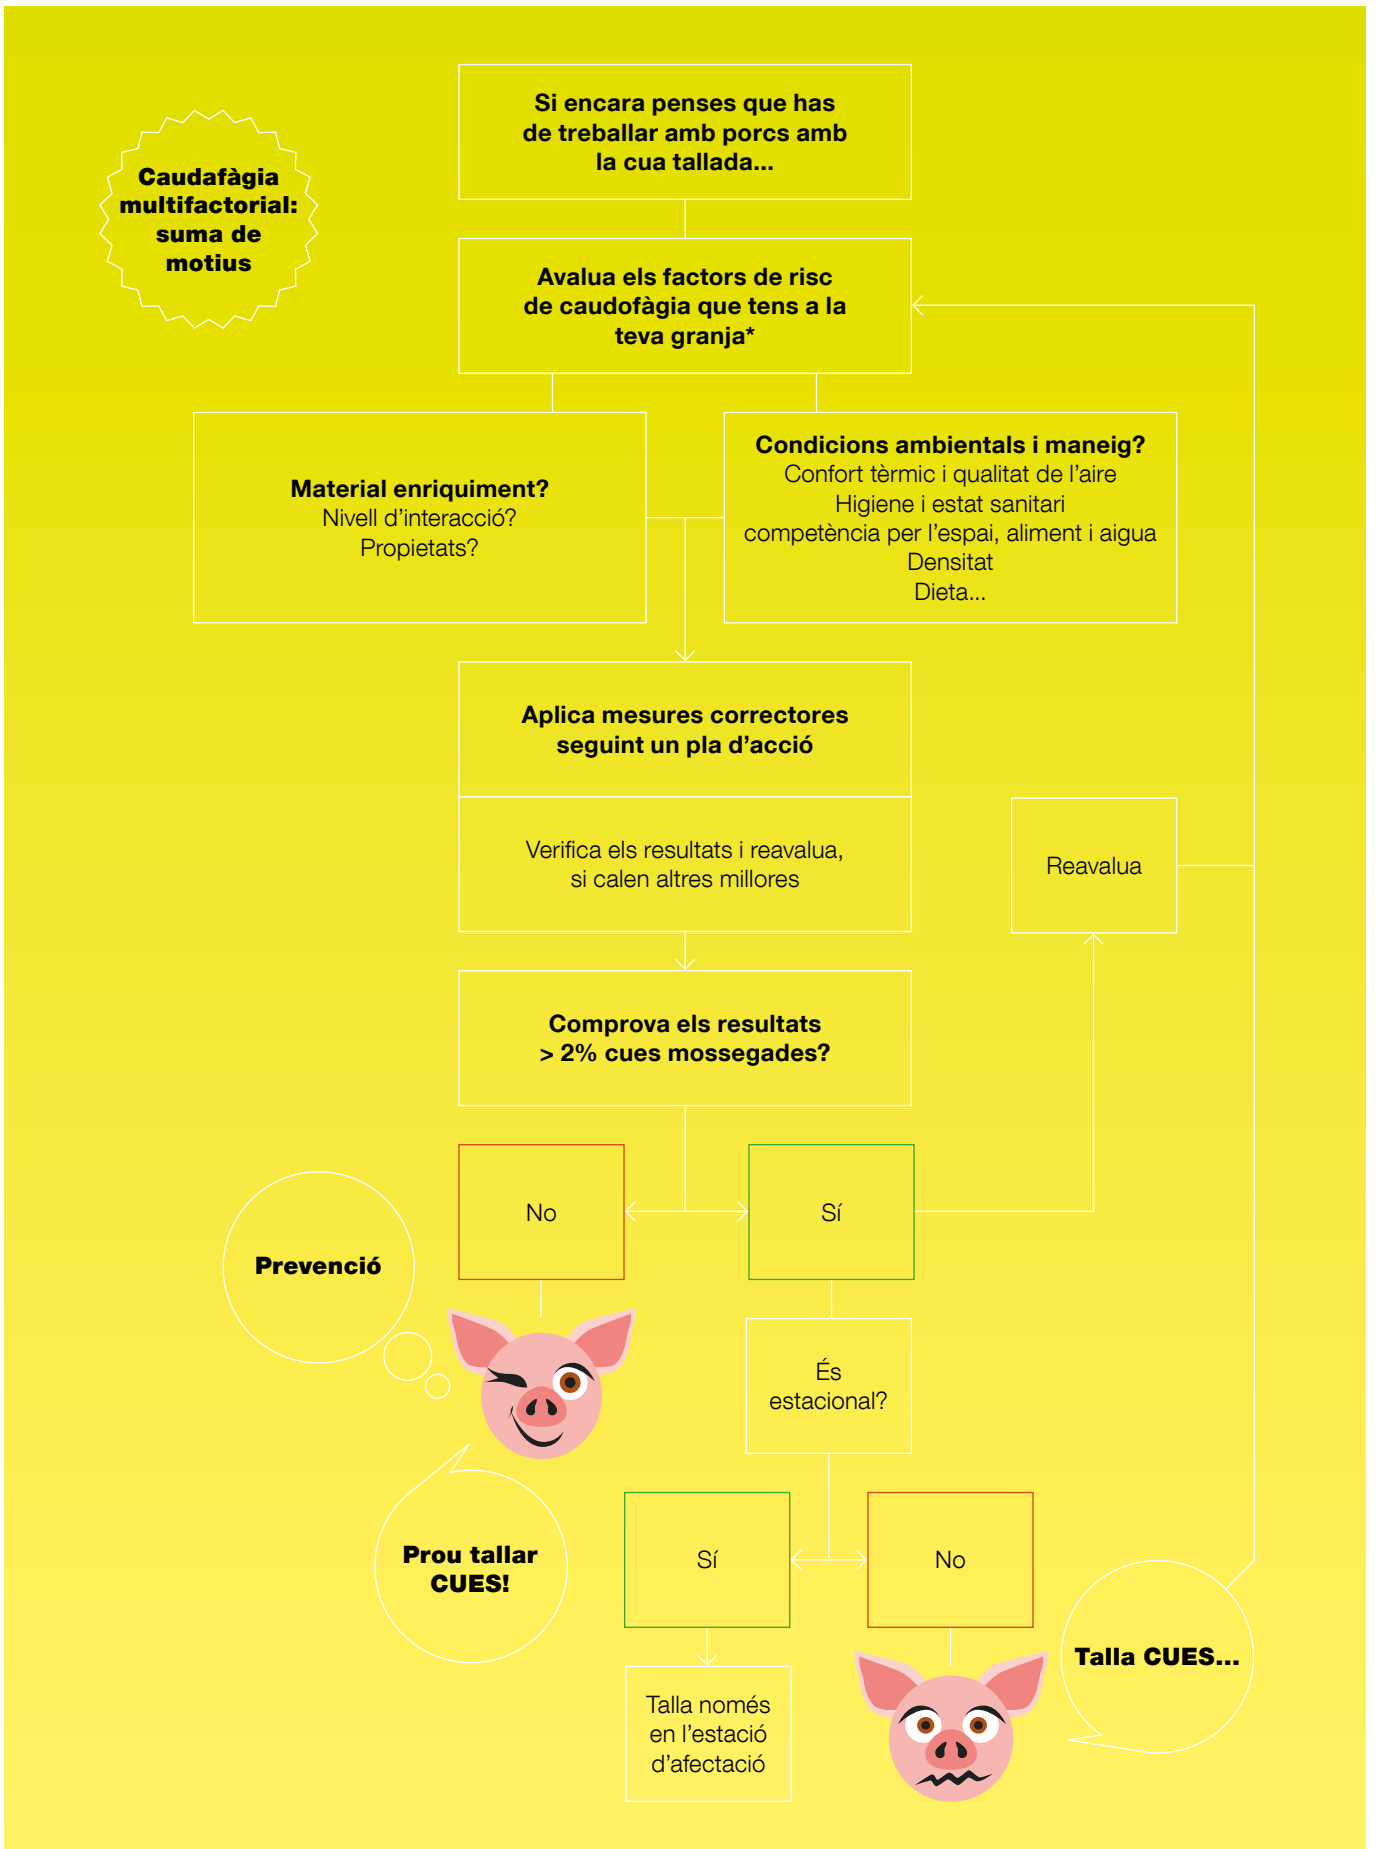 Si encara penses que has
de treballar amb porcs amb
la cua tallada...
Caudafàgia
multifactorial:
suma de
motius
Avalua els factors de risc
de caudofàgia que tens a la
teva granja*
Material enriquiment?
Nivell d’interacció?
Propietats?
Condicions ambientals i maneig?
Confort tèrmic i qualitat de l’aire
Higiene i estat sanitari
competència per l’espai, aliment i aigua
Densitat
Dieta...
Aplica mesures correctores
seguint un pla d’acció
Verifica els resultats i reavalua,
si calen altres millores
Reavalua
Comprova els resultats
> 2% cues mossegades?
No
Sí
Prevenció
És
estacional?
Prou tallar
CUES!
Sí
No
Talla CUES...
Talla només
en l’estació
d’afectació